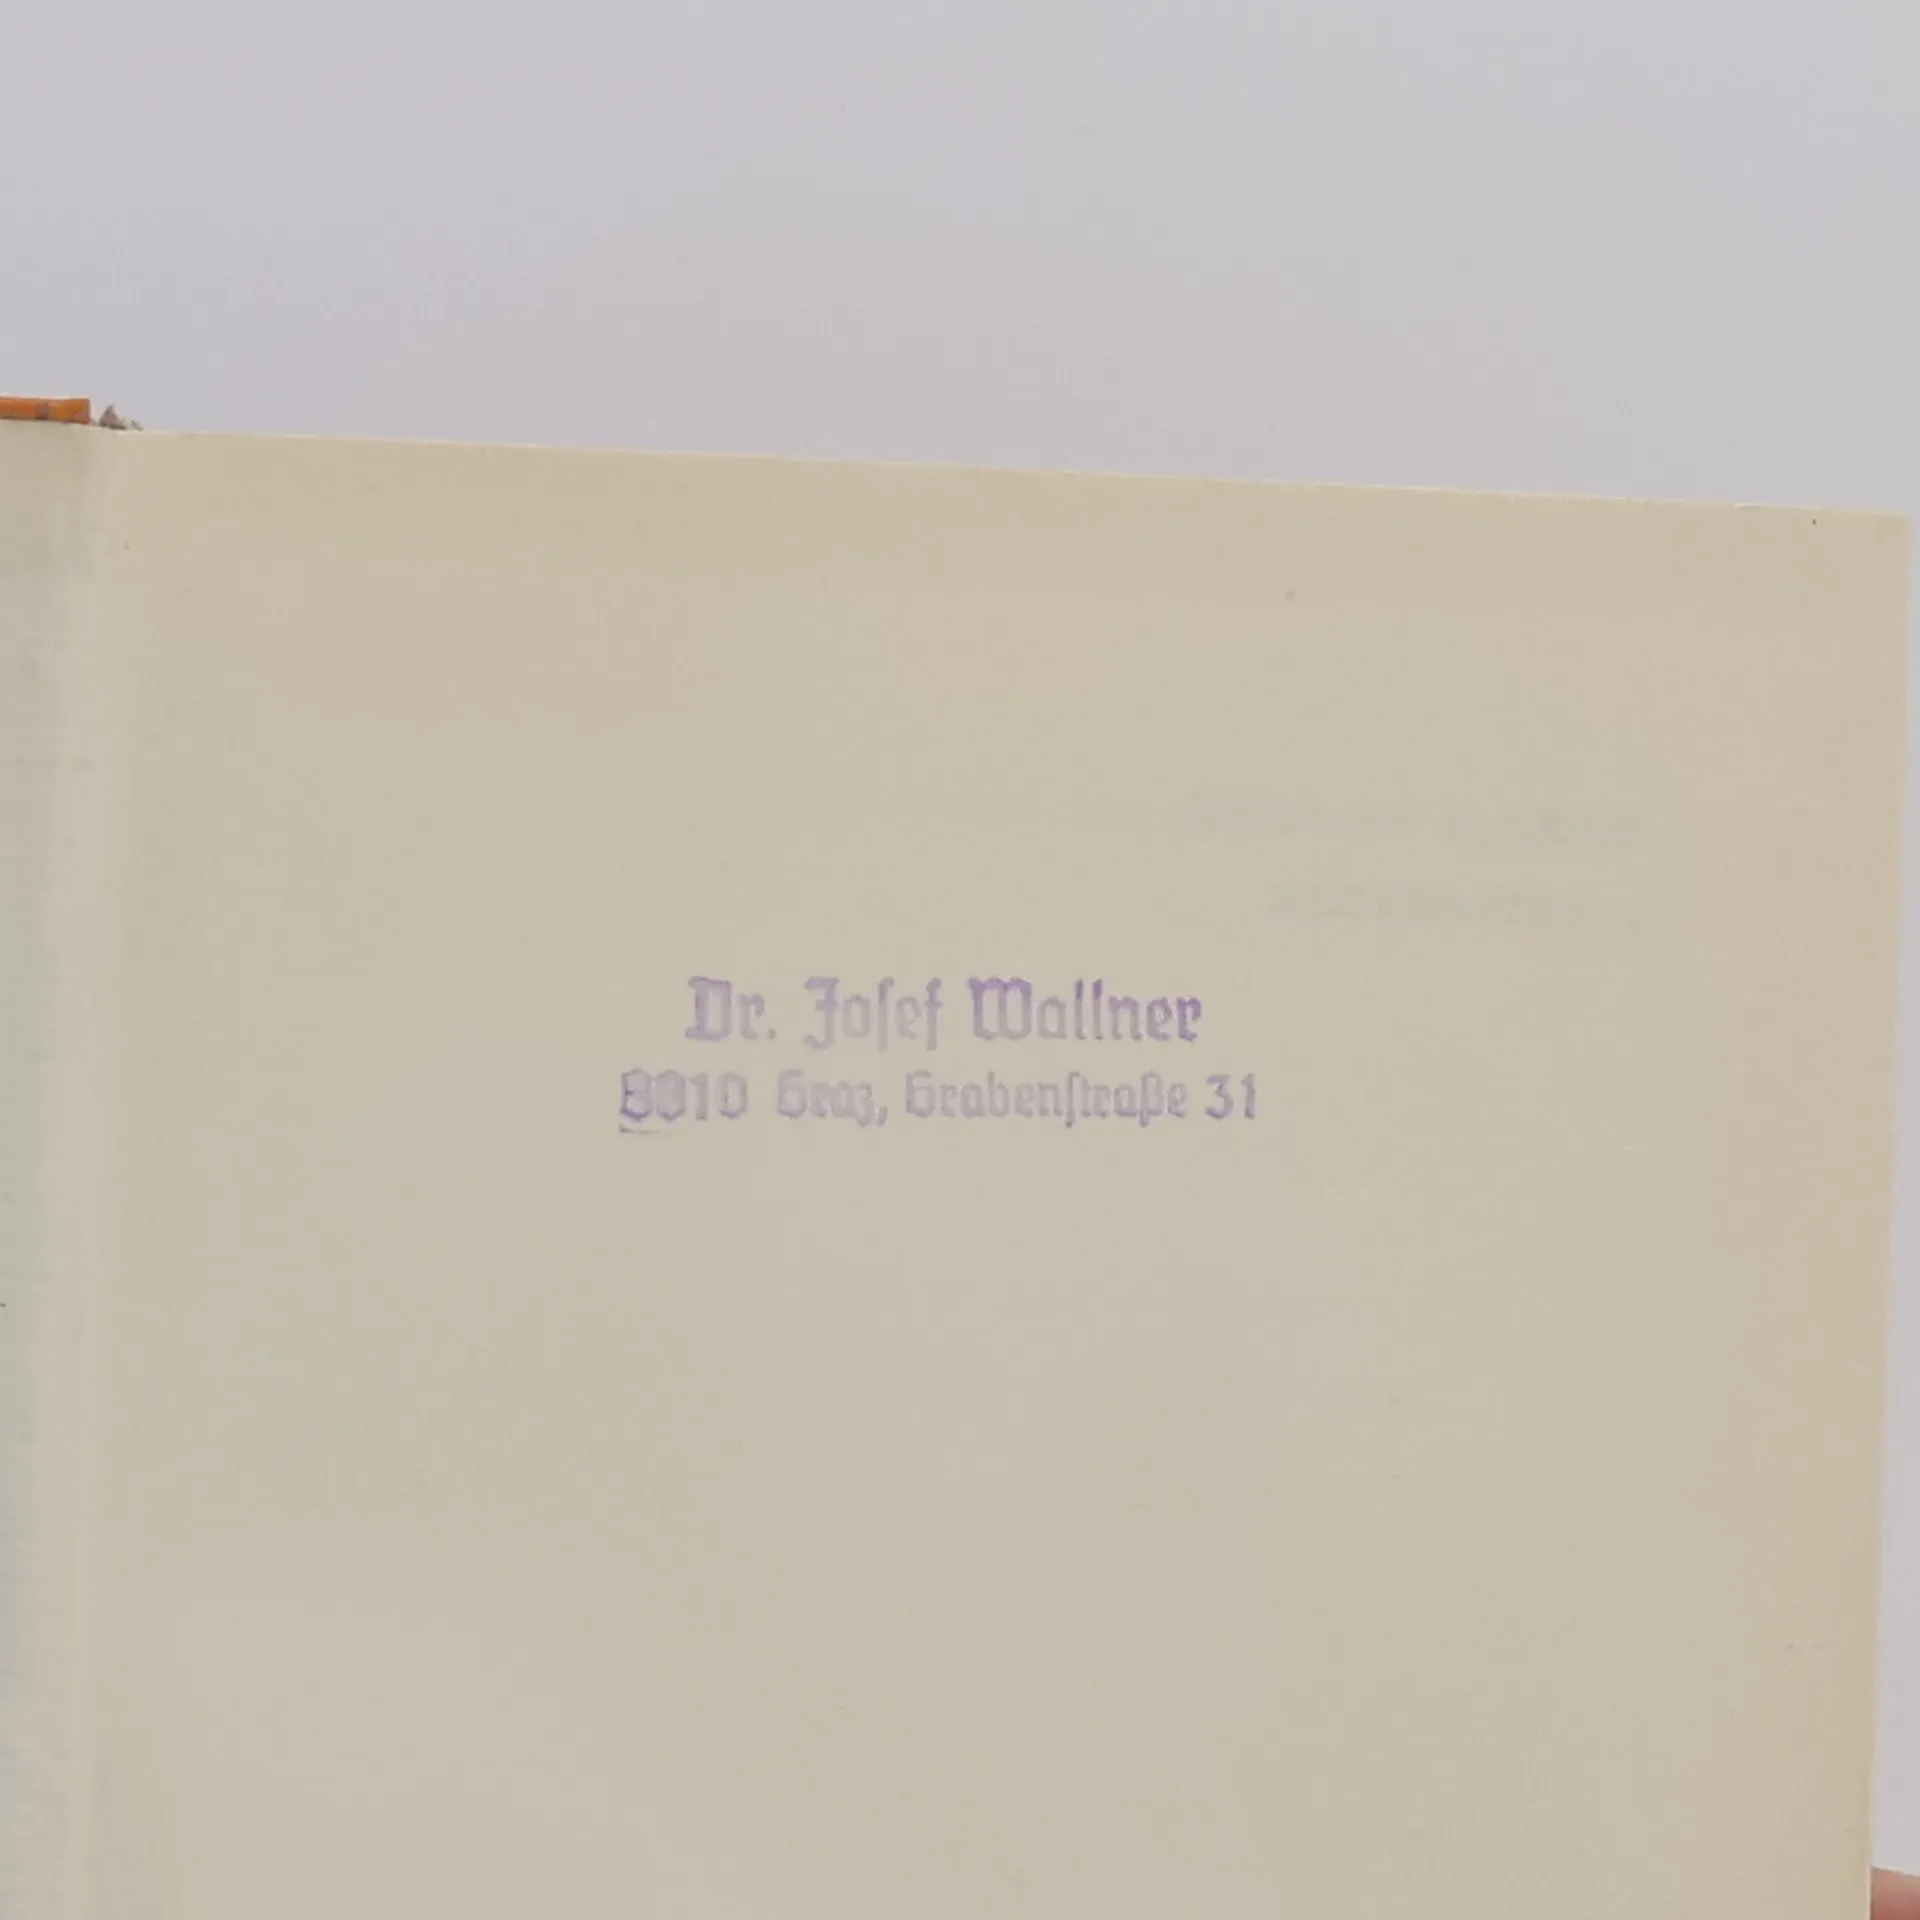 Dr. Josef Wallner
8010 Graz, Grabenstraße 31